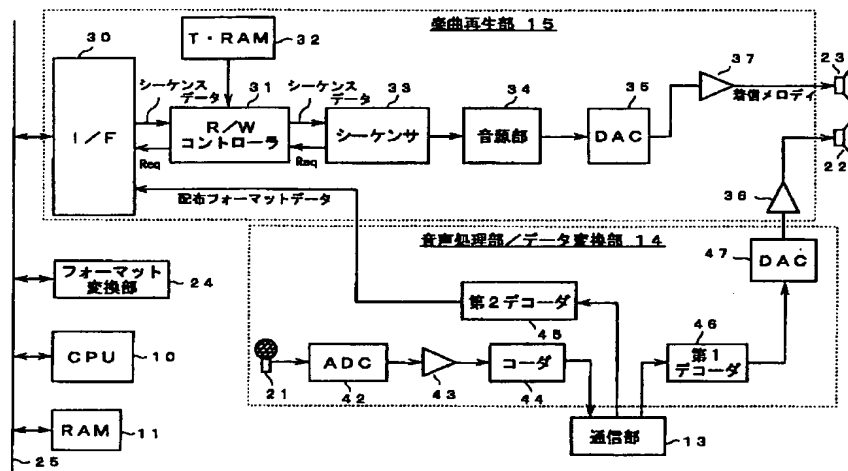 楽曲再生部 15
30
T・RAM
32
37
23
シーケンス
データ
31
シーケンス
データ
33
34
35
着信メロディ
I/F
R/W
コントローラ
シーケンサ
音源部
DAC
Req
Req
22
配布フォーマットデータ
36
音声処理部/データ変換部 14
47
DAC
フォーマット
変換部
24
第2デコーダ
45
46
第1
デコーダ
CPU
10
21
ADC
42
43
コーダ
44
RAM
11
通信部
13
25